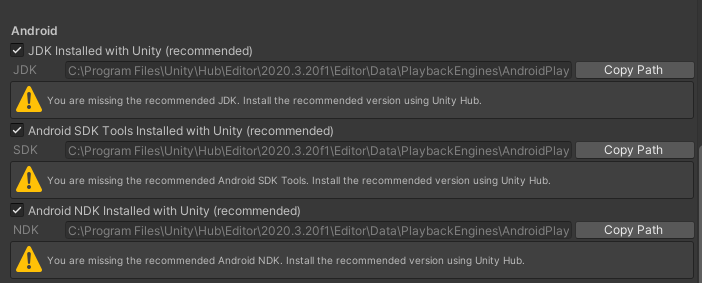 Android
JDK Installed with Unity (recommended)
JDK C:\Program Files\Unity\Hub\Editor\2020.3.20f1\Editor\Data\PlaybackEngines\AndroidPlay Copy Path
You are missing the recommended JDK. Install the recommended version using Unity Hub.
Android SDK Tools Installed with Unity (recommended)
SDK C:\Program Files\Unity\Hub\Editor\2020.3.20f1\Editor\Data\PlaybackEngines\AndroidPlay Copy Path
You are missing the recommended Android SDK Tools. Install the recommended version using Unity Hub.
Android NDK Installed with Unity (recommended)
NDK C:\Program Files\Unity\Hub\Editor\2020.3.20f1\Editor\Data\PlaybackEngines\AndroidPlay Copy Path
You are missing the recommended Android NDK. Install the recommended version using Unity Hub.